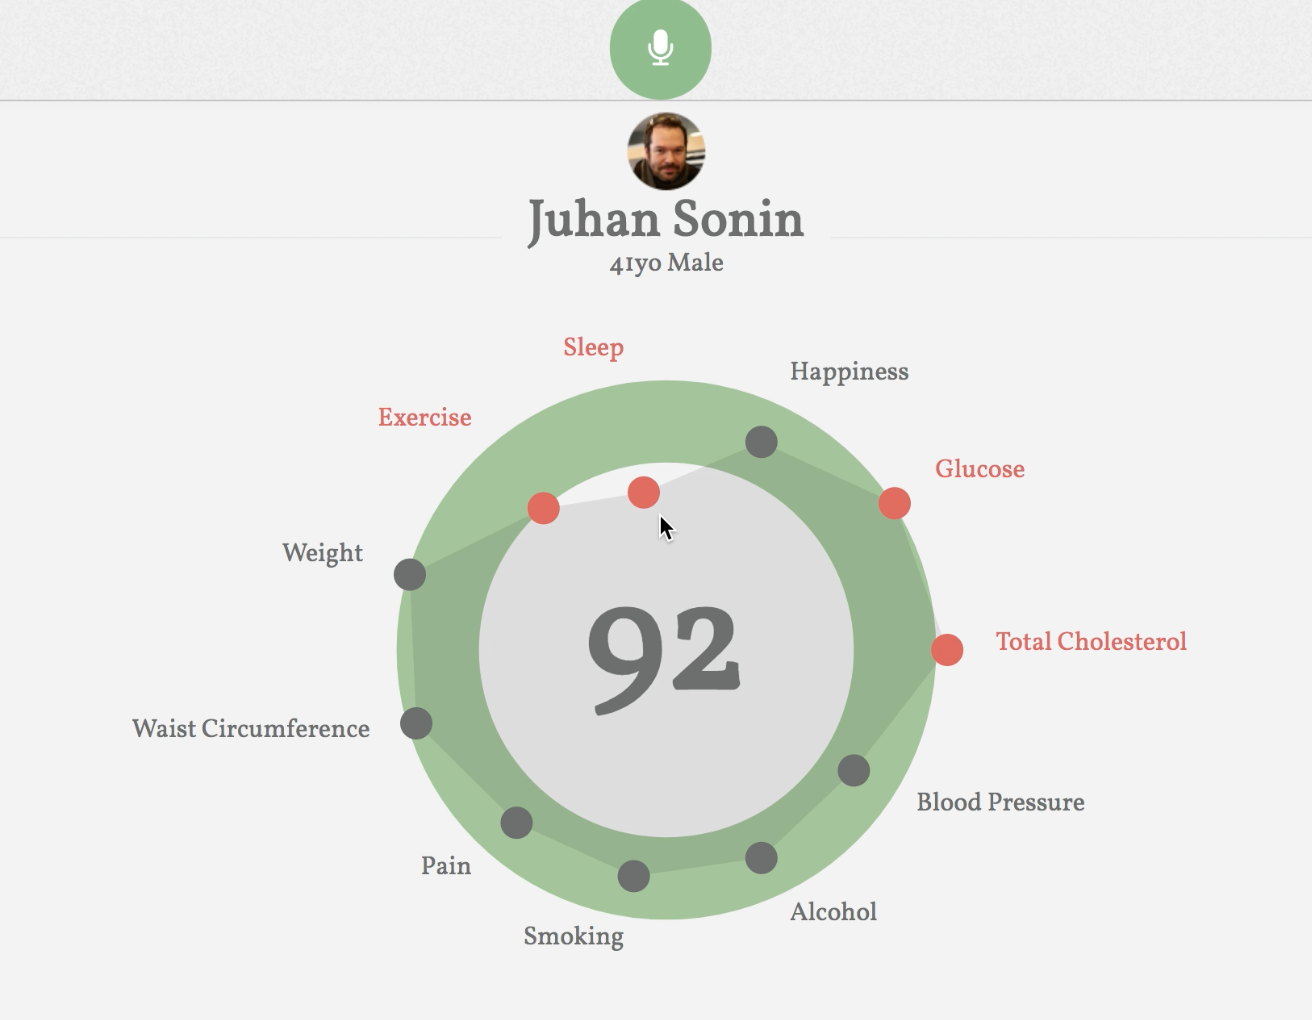 Juhan Sonin
41yo Male
Sleep
Happiness
Exercise
Glucose
Weight
92
Total Cholesterol
Waist Circumference
Blood Pressure
Pain
Alcohol
Smoking